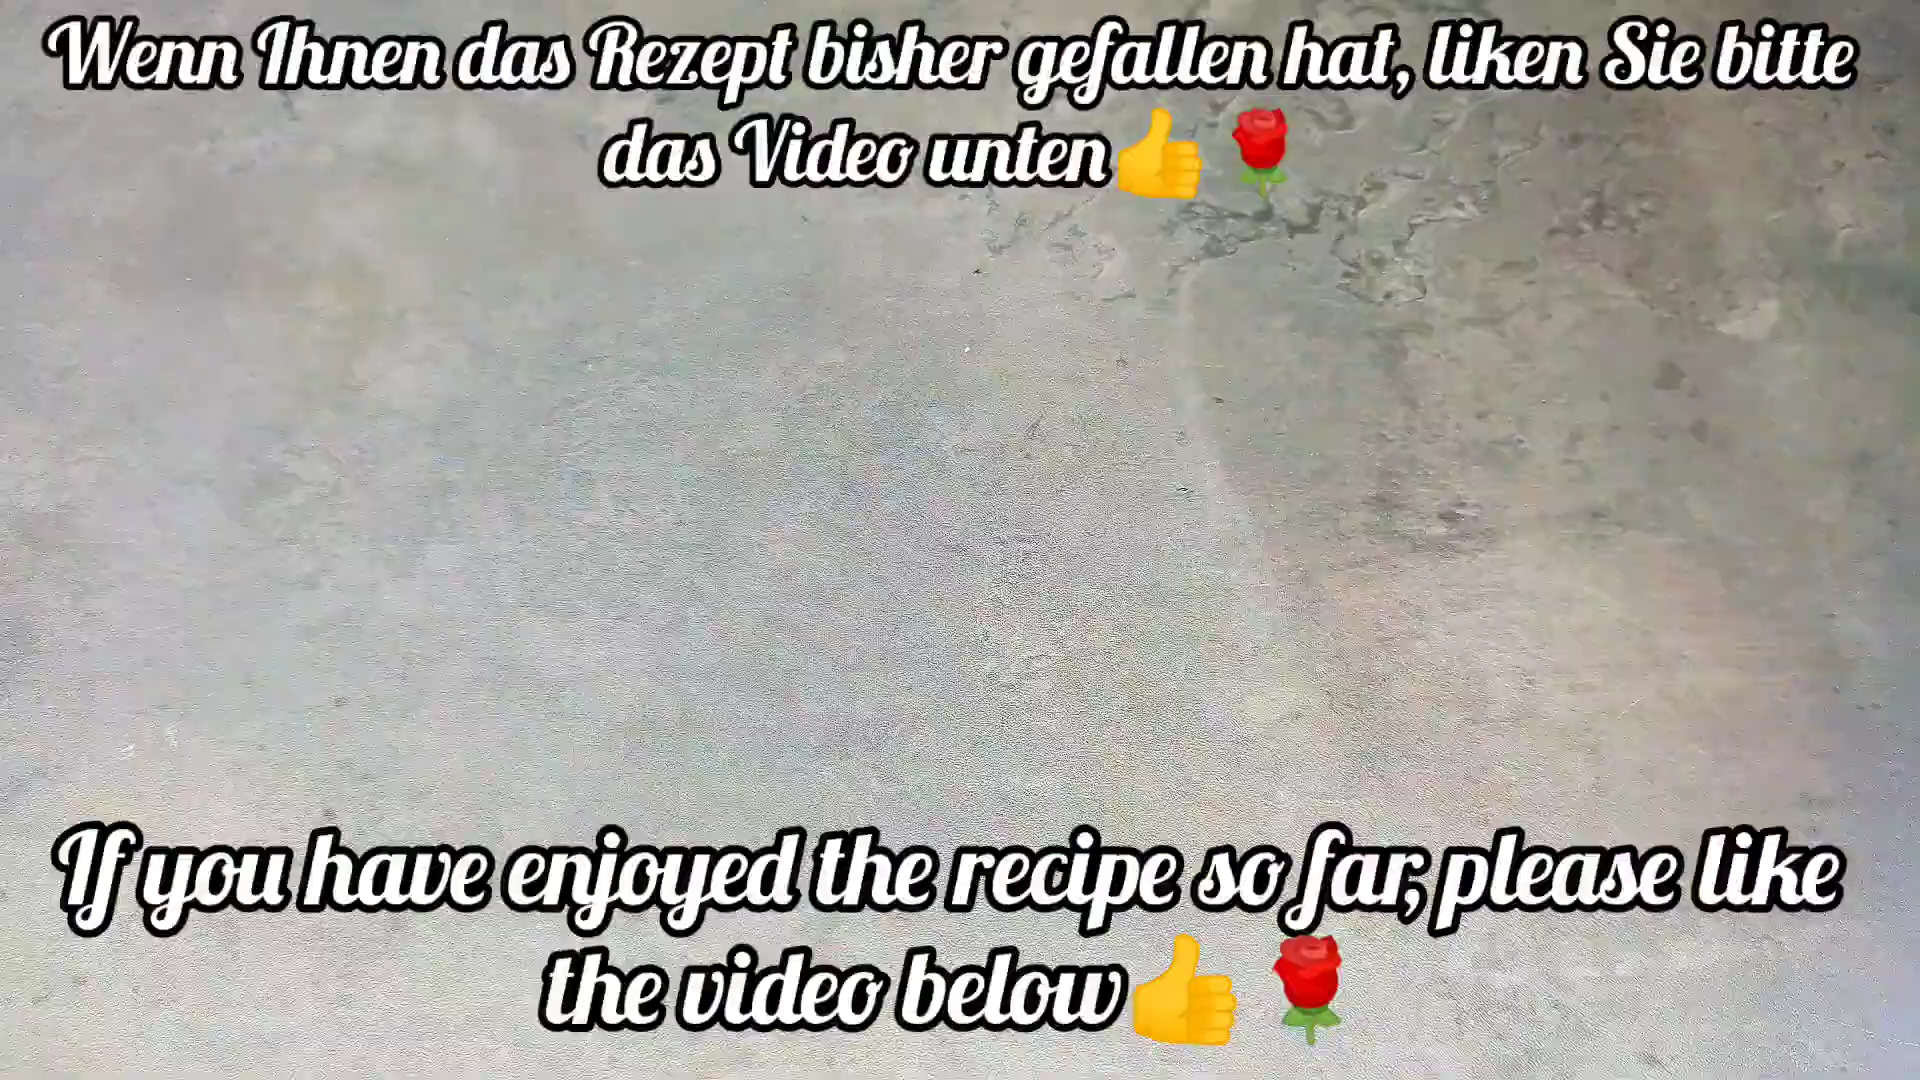 Wenn Ihnen das Rezept bisher gefallen hat, liken Sie bitte
das Video unten👍🌹
If you have enjoyed the recipe so far, please like
the video below👍🌹